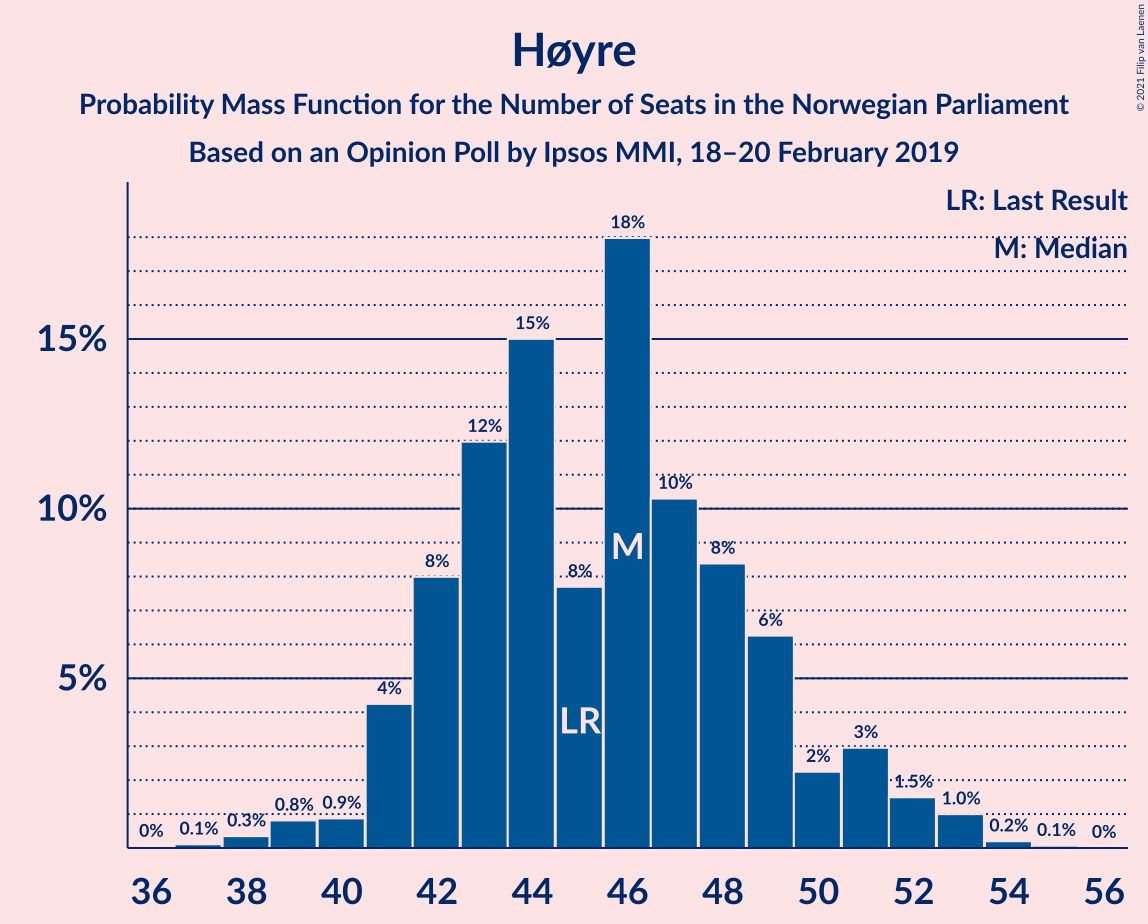 Høyre
Probability Mass Function for the Number of Seats in the Norwegian Parliament
Based on an Opinion Poll by Ipsos MMI, 18–20 February 2019
© 2021 Filip van Laenen
LR: Last Result
M: Median
15%
10%
5%
0%
0.1%
0.3%
0.8%
0.9%
4%
8%
12%
15%
8%
18%
10%
8%
6%
2%
3%
1.5%
1.0%
0.2%
0.1%
0%
M
LR
36 38 40 42 44 46 48 50 52 54 56